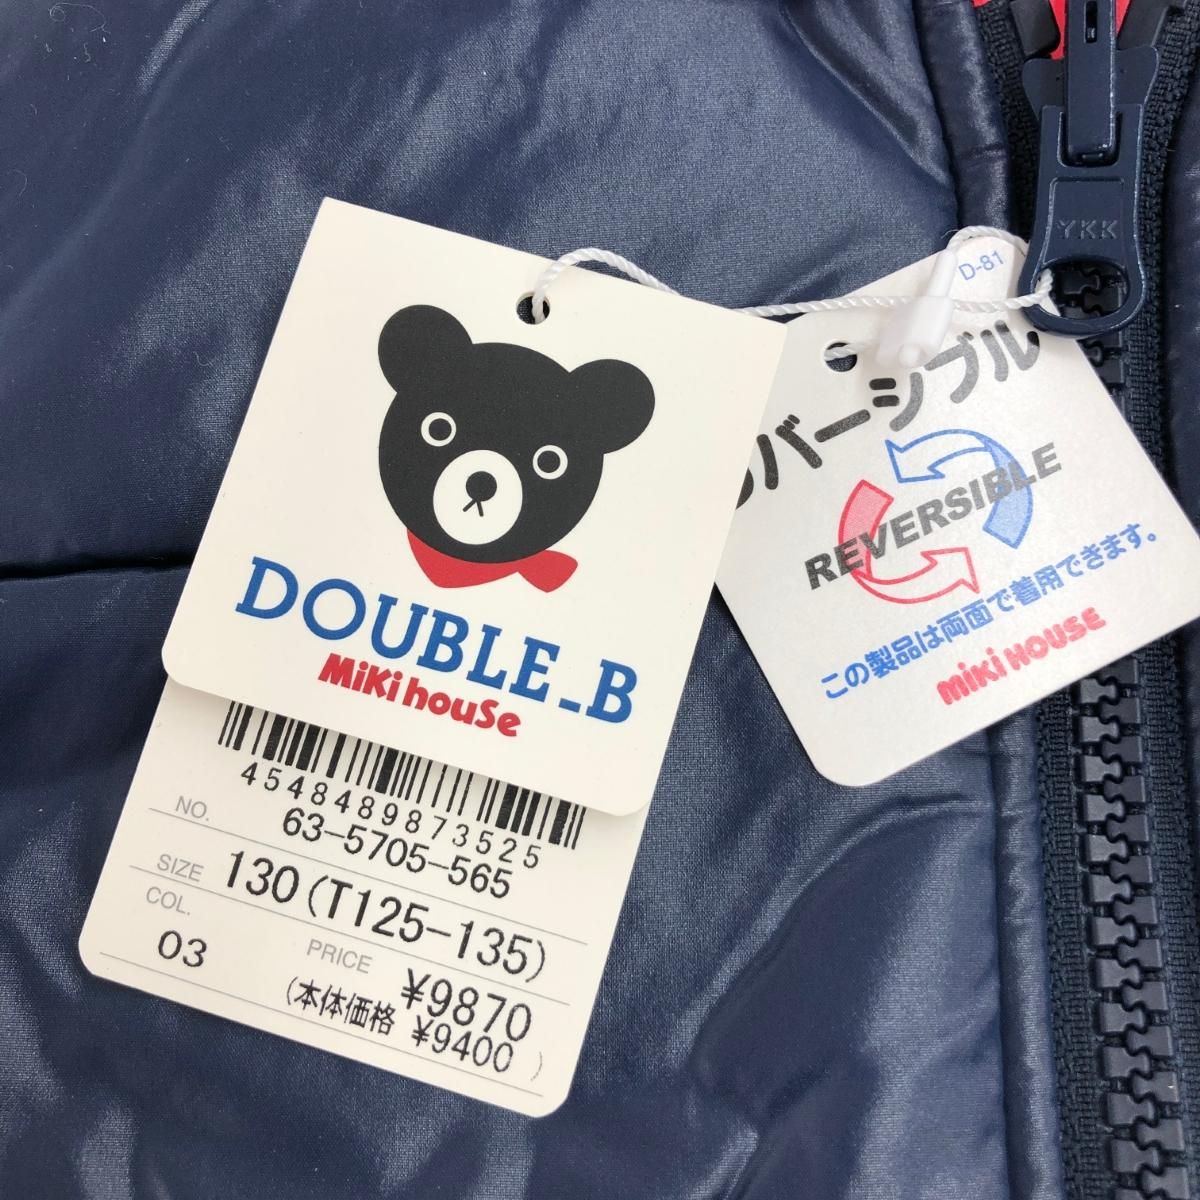 DOUBLE_B
MiKi houSe
4548489873525
NO. 63-5705-565
SIZE 130(T125-135)
COL. 03
PRICE ¥9870
(本体価格 ¥9400 )
YKK
D-81
バーシブル
REVERSIBLE
この製品は両面で着用できます。
MiKi HOUSE